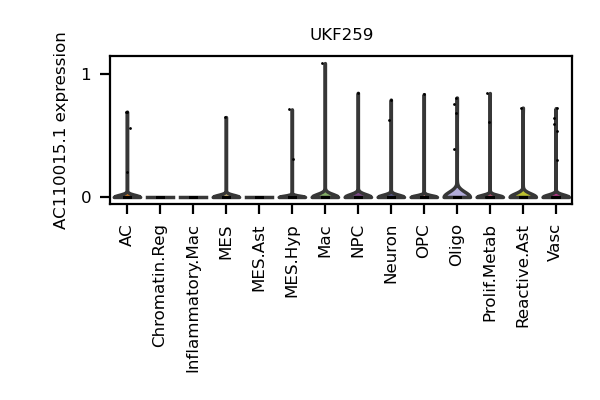 UKF259
AC110015.1 expression
1
0
AC
Chromatin.Reg
Inflammatory.Mac
MES
MES.Ast
MES.Hyp
Mac
NPC
Neuron
OPC
Oligo
Prolif.Metab
Reactive.Ast
Vasc